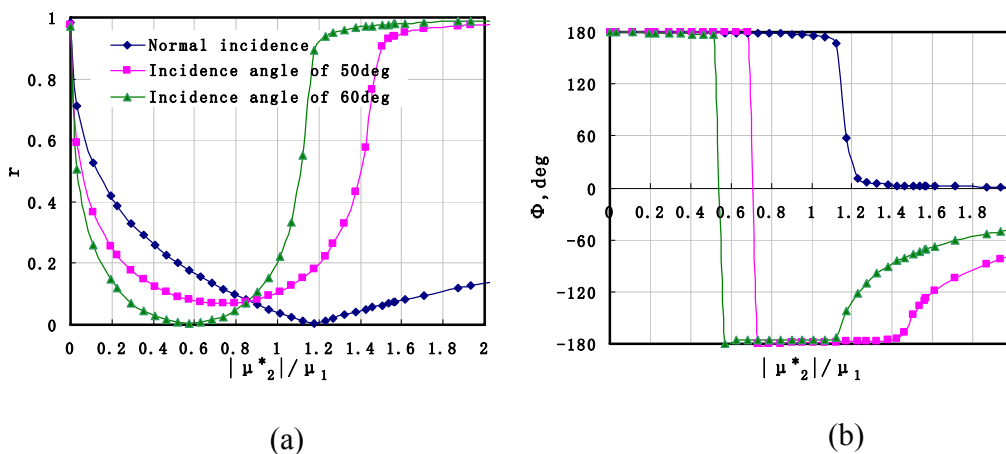 r
1
0.8
0.6
0.4
0.2
0
Normal incidence
Incidence angle of 50deg
Incidence angle of 60deg
0 0.2 0.4 0.6 0.8 1 1.2 1.4 1.6 1.8 2
|μ*2|/μ1
(a)
Φ, deg
180
120
60
0
-60
-120
-180
0 0.2 0.4 0.6 0.8 1 1.2 1.4 1.6 1.8
|μ*2|/μ1
(b)